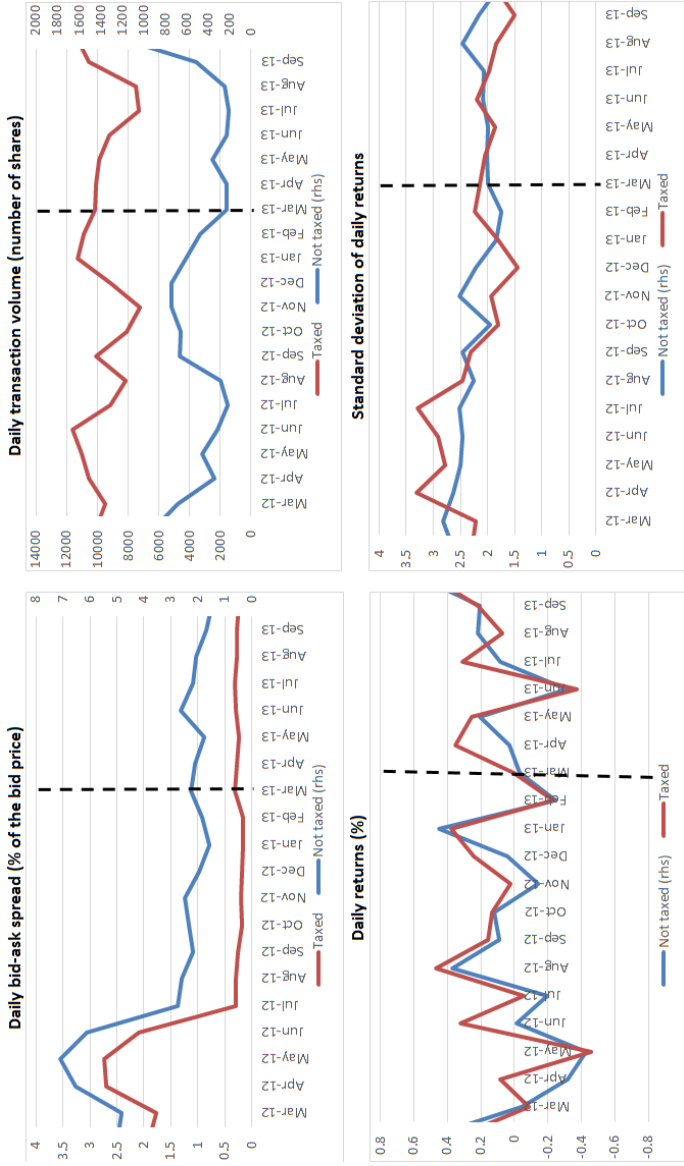 Daily bid-ask spread (% of the bid price)
4
3.5
3
2.5
2
1.5
1
0.5
0
8
7
6
5
4
3
2
1
0
Mar-12
Apr-12
May-12
Jun-12
Jul-12
Aug-12
Sep-12
Oct-12
Nov-12
Dec-12
Jan-13
Feb-13
Mar-13
Apr-13
May-13
Jun-13
Jul-13
Aug-13
Sep-13
Taxed Not taxed (rhs)
Daily transaction volume (number of shares)
14000
12000
10000
8000
6000
4000
2000
0
2000
1800
1600
1400
1200
1000
800
600
400
200
0
Mar-12
Apr-12
May-12
Jun-12
Jul-12
Aug-12
Sep-12
Oct-12
Nov-12
Dec-12
Jan-13
Feb-13
Mar-13
Apr-13
May-13
Jun-13
Jul-13
Aug-13
Sep-13
Taxed Not taxed (rhs)
Daily returns (%)
0.8
0.6
0.4
0.2
0
-0.2
-0.4
-0.6
-0.8
Mar-12
Apr-12
May-12
Jun-12
Jul-12
Aug-12
Sep-12
Oct-12
Nov-12
Dec-12
Jan-13
Feb-13
Mar-13
Apr-13
May-13
Jun-13
Jul-13
Aug-13
Sep-13
Not taxed (rhs) Taxed
Standard deviation of daily returns
4
3.5
3
2.5
2
1.5
1
0.5
0
Mar-12
Apr-12
May-12
Jun-12
Jul-12
Aug-12
Sep-12
Oct-12
Nov-12
Dec-12
Jan-13
Feb-13
Mar-13
Apr-13
May-13
Jun-13
Jul-13
Aug-13
Sep-13
Not taxed (rhs) Taxed